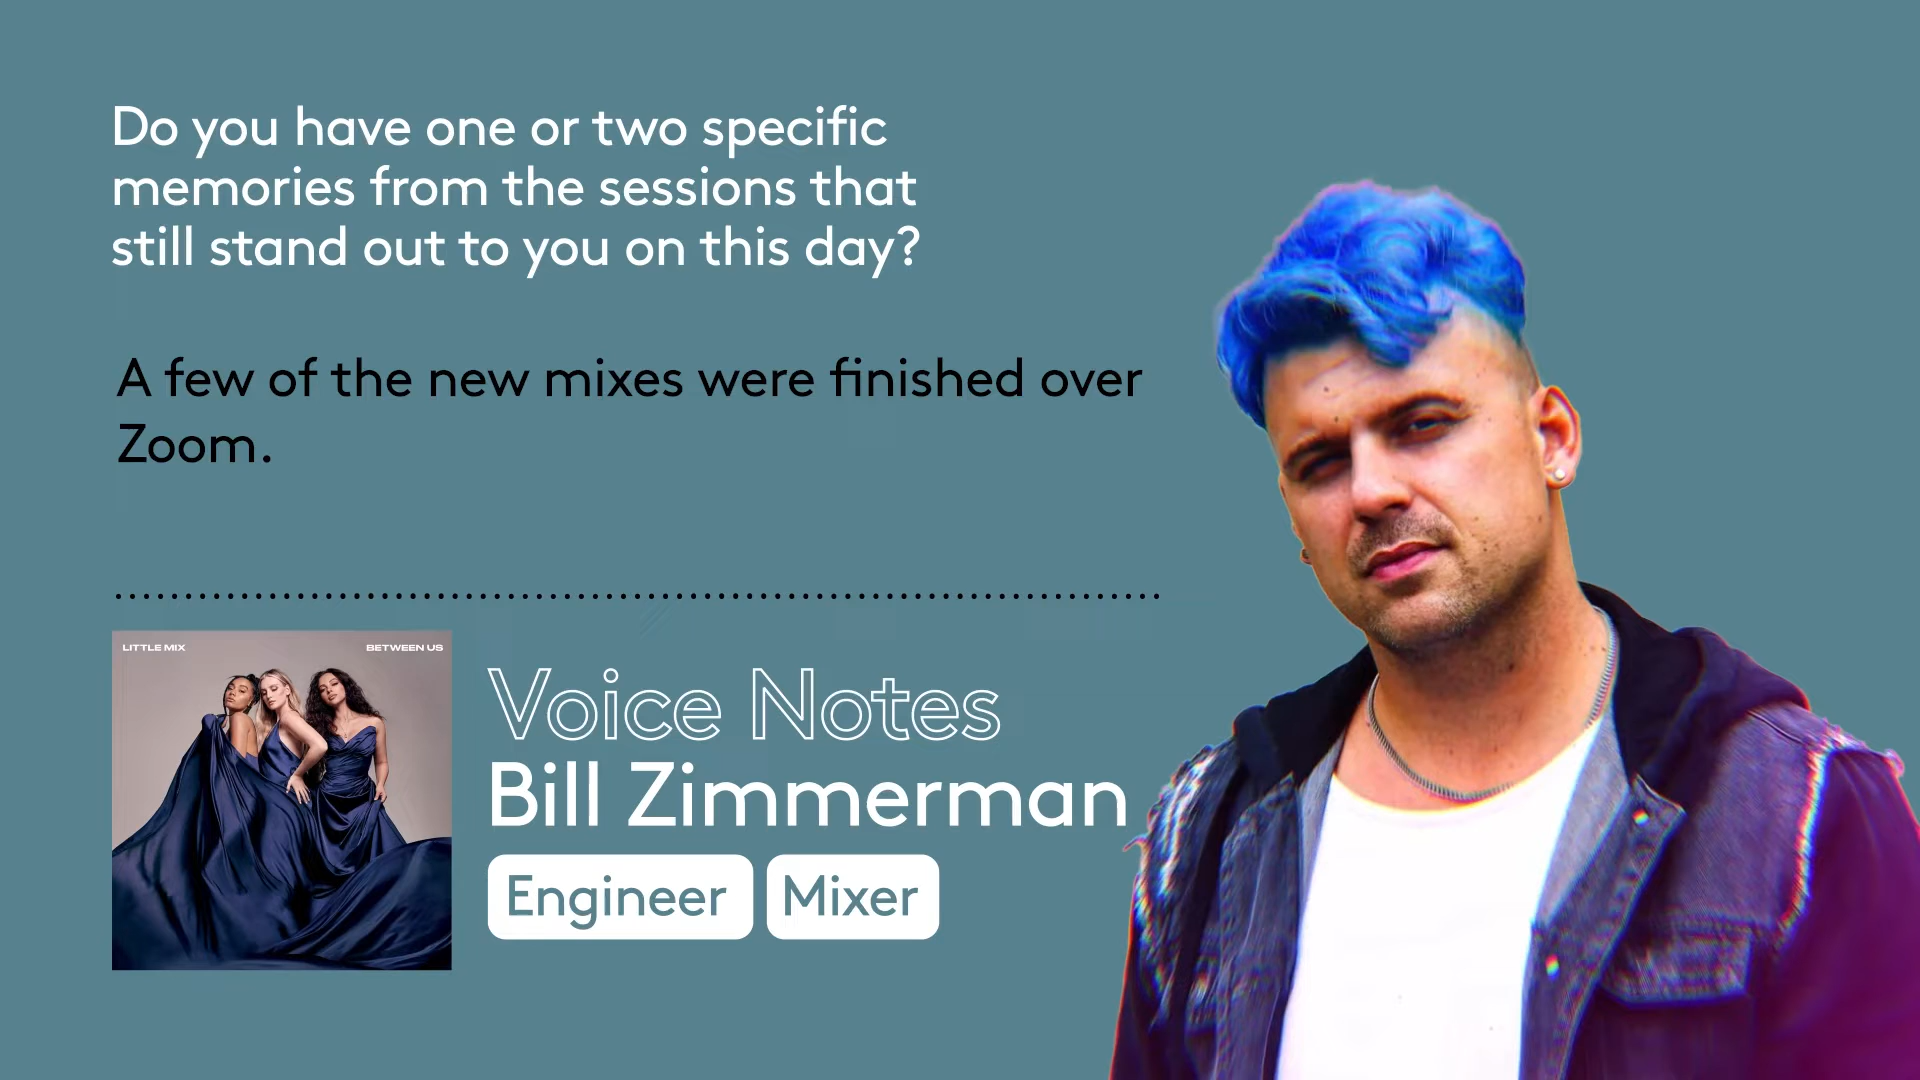 Do you have one or two specific
memories from the sessions that
still stand out to you on this day?
A few of the new mixes were finished over
Zoom.
LITTLE MIX
BETWEEN US
Voice Notes
Bill Zimmerman
Engineer
Mixer